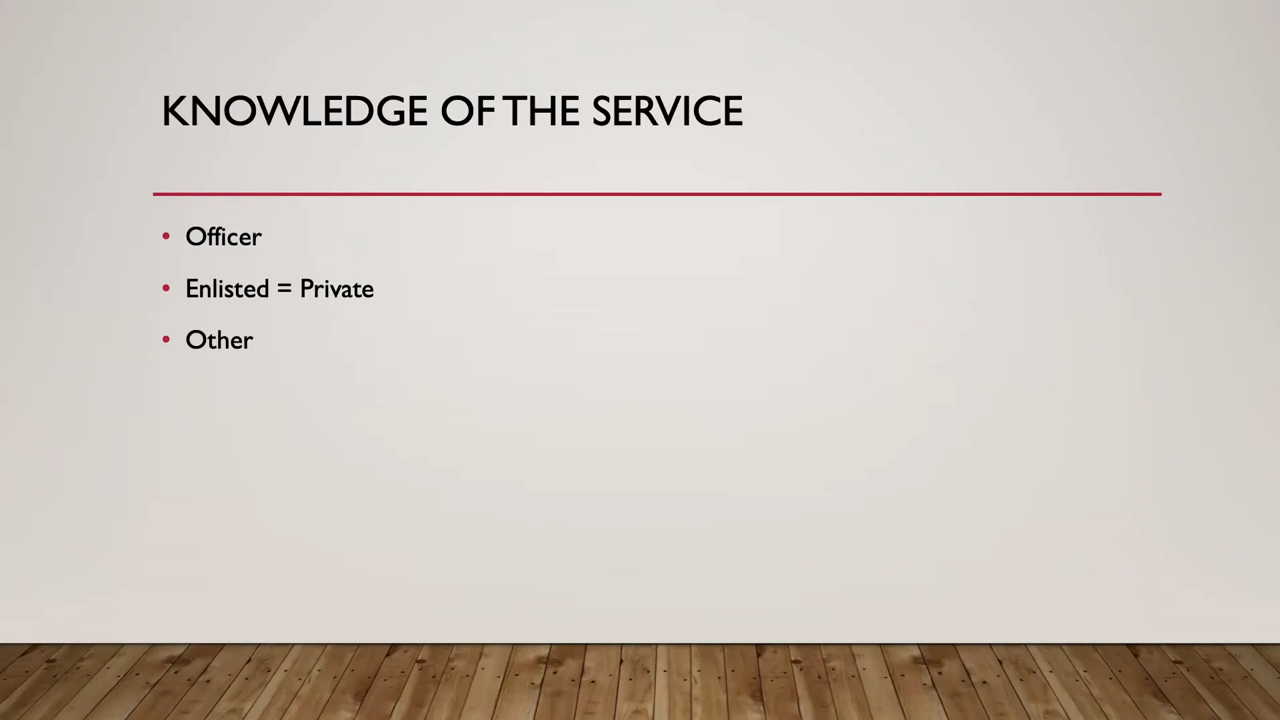 KNOWLEDGE OF THE SERVICE
• Officer
• Enlisted = Private
• Other